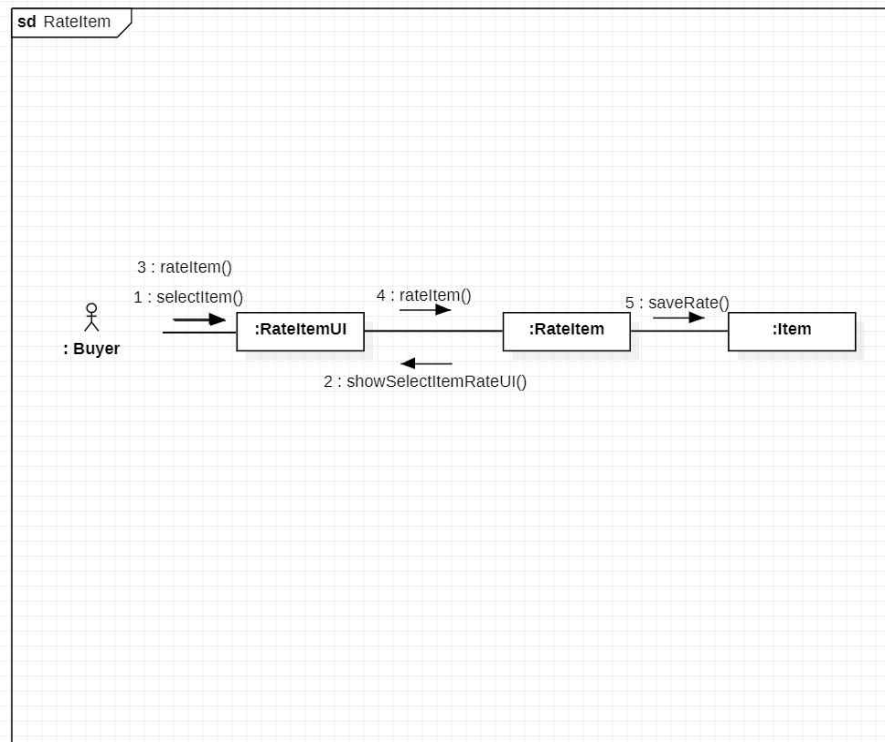 sd RateItem
3 : rateItem()
1 : selectItem()
4 : rateItem()
5 : saveRate()
: Buyer
:RateItemUI
:RateItem
:Item
2 : showSelectItemRateUI()